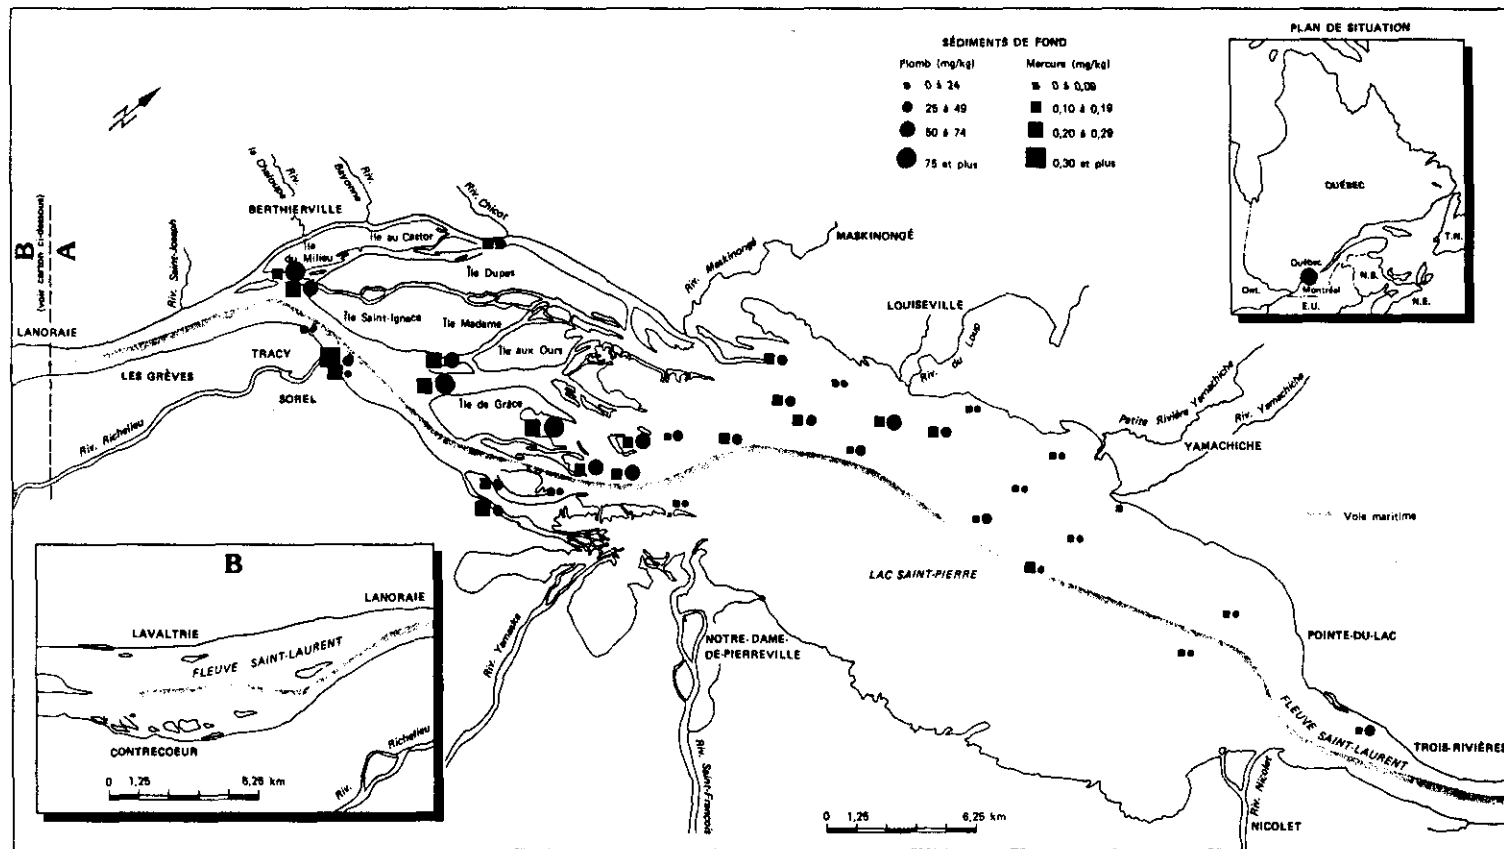 SÉDIMENTS DE FOND
Plomb (mg/kg)
Mercure (mg/kg)
0 à 24
0 à 0,09
25 à 49
0,10 à 0,19
50 à 74
0,20 à 0,29
75 et plus
0,30 et plus
PLAN DE SITUATION
QUÉBEC
T.N.
Québec
N.B.
Ont.
Montréal
N.E.
E.U.
B
(voir carton ci-dessous)
A
Riv. Saint-Joseph
Riv.
la Chaloupe
Riv.
Bayonne
BERTHIERVILLE
Riv. Chicot
Île au Castor
Île
du Milieu
Île Dupas
MASKINONGÉ
Riv. Maskinongé
LOUISEVILLE
Riv. du Loup
LANORAIE
Île Saint-Ignace
Île Madame
Île aux Ours
TRACY
LES GRÈVES
SOREL
Île de Grâce
Riv. Richelieu
Petite Rivière Yamachiche
Riv. Yamachiche
YAMACHICHE
Voie maritime
LAC SAINT-PIERRE
Riv. Yamaska
NOTRE-DAME-
DE-PIERREVILLE
Riv. Saint-François
POINTE-DU-LAC
FLEUVE SAINT-LAURENT
TROIS-RIVIÈRES
Riv. Nicolet
NICOLET
0 1,25 6,25 km
B
LANORAIE
LAVALTRIE
FLEUVE SAINT-LAURENT
CONTRECOEUR
Riv. Richelieu
0 1,25 6,25 km